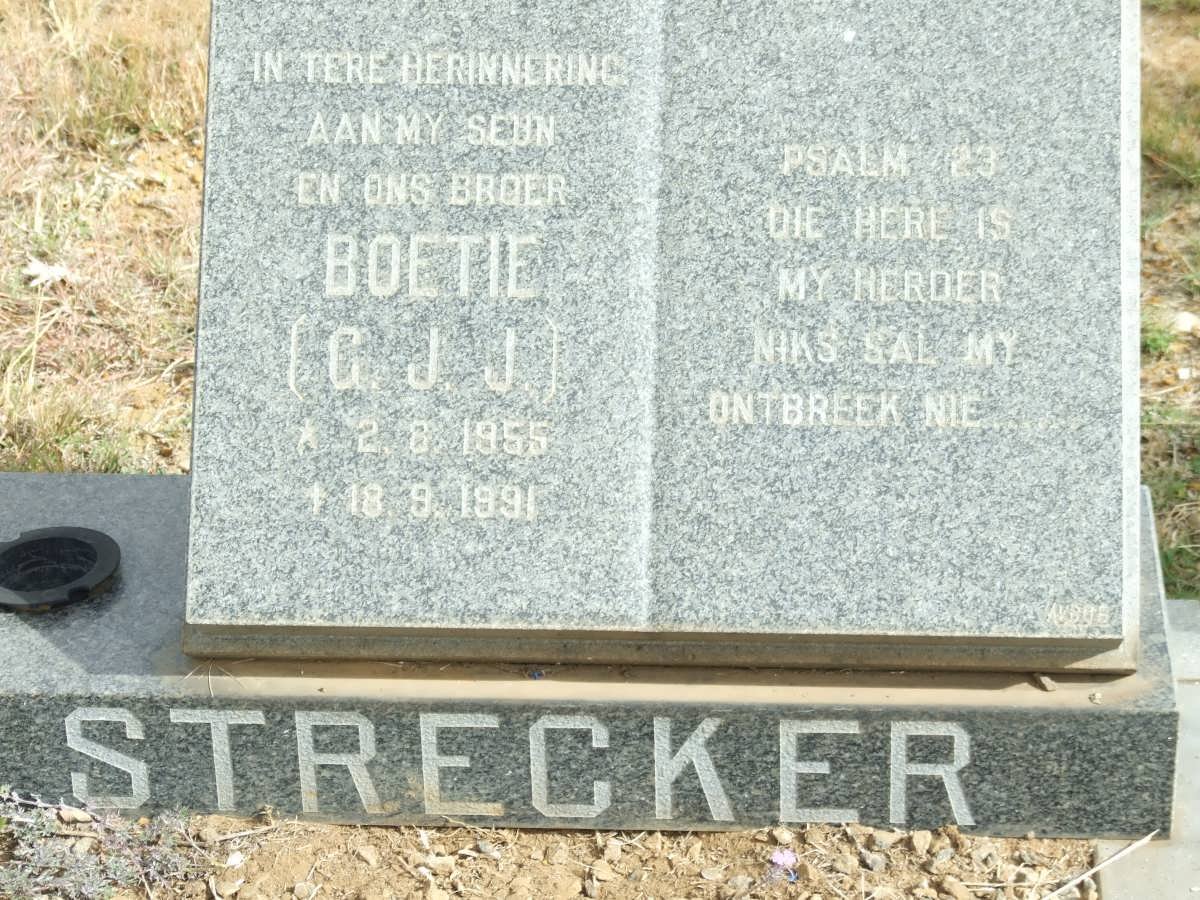 IN TERE HERINNERING
AAN MY SEUN
EN ONS BROER
BOETIE
(G. J. J.)
* 2. 8. 1955
† 18. 9. 1991
PSALM 23
DIE HERE IS
MY HERDER
NIKS SAL MY
ONTBREEK NIE......
STRECKER